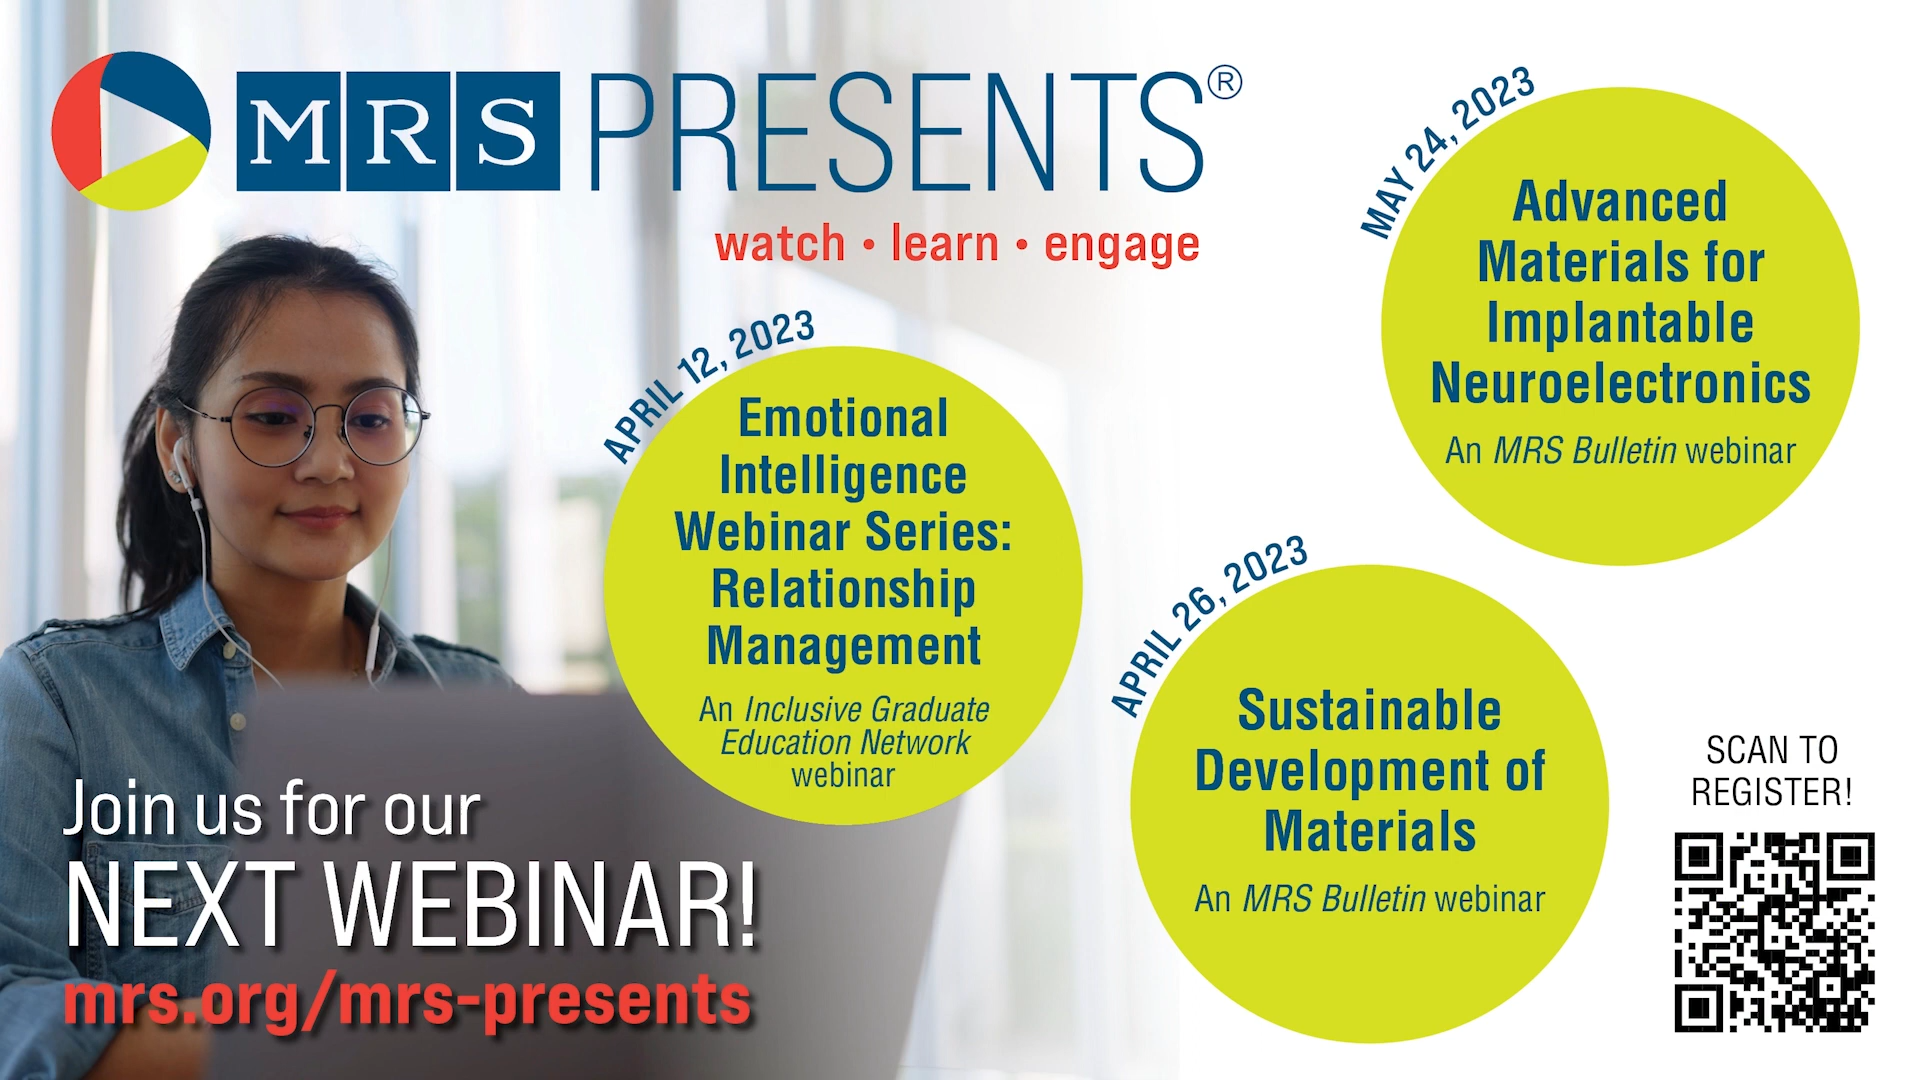 MRS PRESENTS®
watch • learn • engage
APRIL 12, 2023
Emotional
Intelligence
Webinar Series:
Relationship
Management
An Inclusive Graduate
Education Network
webinar
APRIL 26, 2023
Sustainable
Development of
Materials
An MRS Bulletin webinar
MAY 24, 2023
Advanced
Materials for
Implantable
Neuroelectronics
An MRS Bulletin webinar
Join us for our
NEXT WEBINAR!
mrs.org/mrs-presents
SCAN TO
REGISTER!